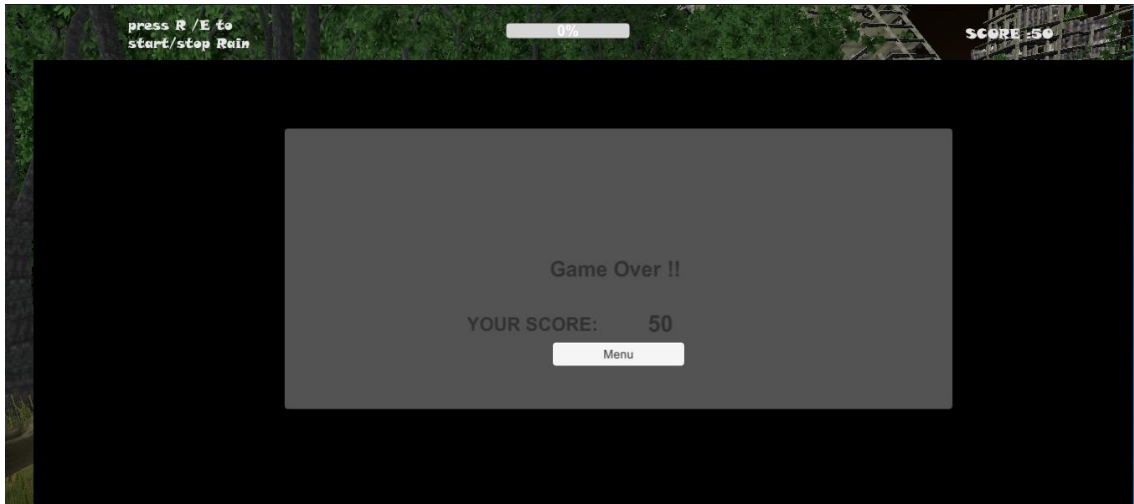 press R /E to
start/stop Rain
0%
SCORE :50
Game Over !!
YOUR SCORE: 50
Menu